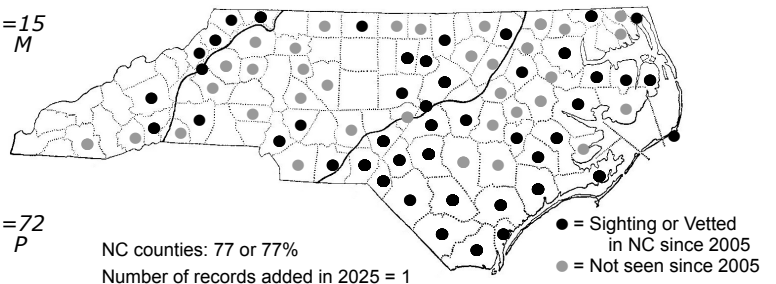 =15
M
=72
P
NC counties: 77 or 77%
Number of records added in 2025 = 1
● = Sighting or Vetted
in NC since 2005
● = Not seen since 2005